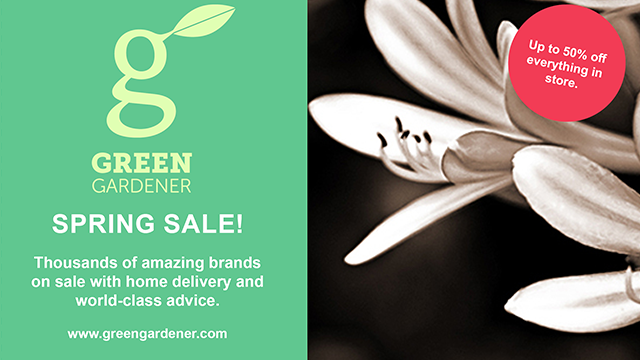 g
GREEN
GARDENER
SPRING SALE!
Thousands of amazing brands
on sale with home delivery and
world-class advice.
www.greengardener.com
Up to 50% off
everything in
store.